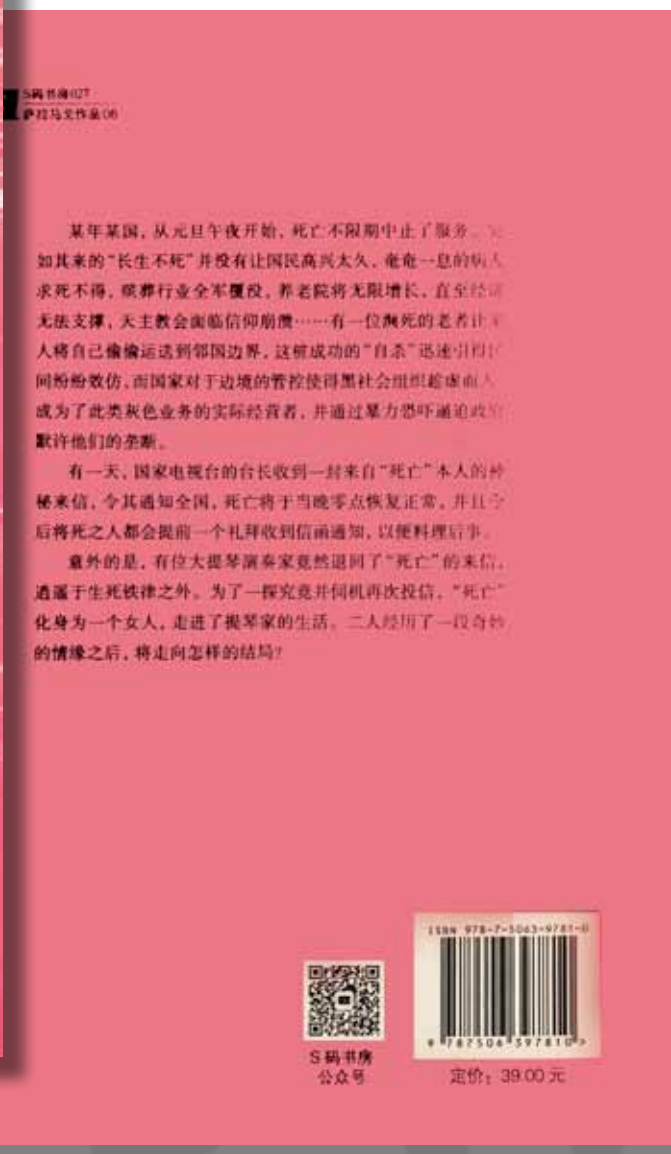 S码书房027
萨拉马戈作品06
某年某国，从元旦午夜开始，死亡不限期中止了服务。
如其来的“长生不死”并没有让国民高兴太久，奄奄一息的病人
求死不得，殡葬行业全军覆没，养老院将无限增长，直至经济
无法支撑，天主教会面临信仰崩溃……有一位濒死的老者让家
人将自己偷偷运送到邻国边界，这桩成功的“自杀”迅速引得民
间纷纷效仿，而国家对于边境的管控使得黑社会组织趁虚而入，
成为了此类灰色业务的实际经营者，并通过暴力恐吓逼迫政府
默许他们的垄断。
有一天，国家电视台的台长收到一封来自“死亡”本人的神
秘来信，令其通知全国，死亡将于当晚零点恢复正常，并且今
后将死之人都会提前一个礼拜收到信函通知，以便料理后事。
意外的是，有位大提琴演奏家竟然退回了“死亡”的来信，
逍遥于生死铁律之外。为了一探究竟并伺机再次投信，“死亡”
化身为一个女人，走进了提琴家的生活。二人经历了一段奇妙
的情缘之后，将走向怎样的结局？
ISBN 978-7-5063-9781-0
9 787506 397810 >
S码书房
公众号
定价：39.00元